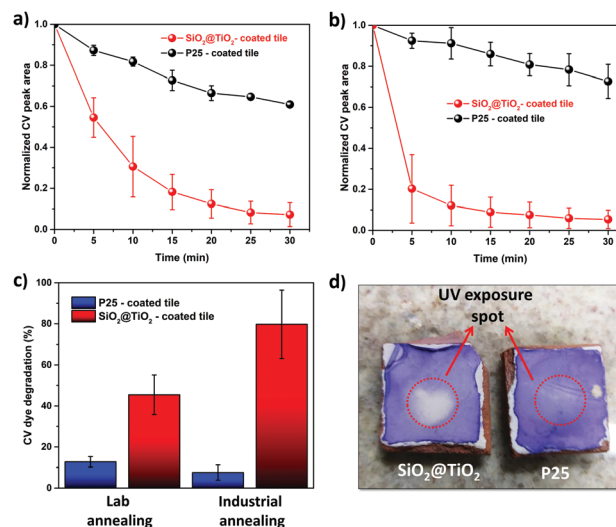 a)
SiO₂@TiO₂- coated tile
P25 - coated tile
Normalized CV peak area
1.0
0.8
0.6
0.4
0.2
0.0
0 5 10 15 20 25 30
Time (min)
b)
SiO₂@TiO₂- coated tile
P25 - coated tile
Normalized CV peak area
1.0
0.8
0.6
0.4
0.2
0.0
0 5 10 15 20 25 30
Time (min)
c)
P25 - coated tile
SiO₂@TiO₂ - coated tile
CV dye degradation (%)
100
80
60
40
20
0
Lab
annealing
Industrial
annealing
d)
UV exposure
spot
SiO₂@TiO₂
P25